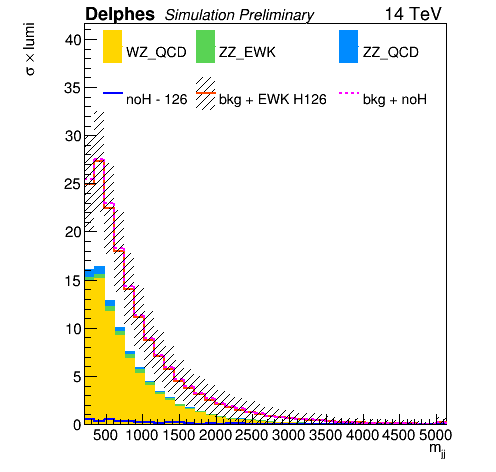 Delphes Simulation Preliminary 14 TeV
σ × lumi
WZ_QCD ZZ_EWK ZZ_QCD
noH - 126 bkg + EWK H126 bkg + noH
40
35
30
25
20
15
10
5
0
500 1000 1500 2000 2500 3000 3500 4000 4500 5000
m_jj